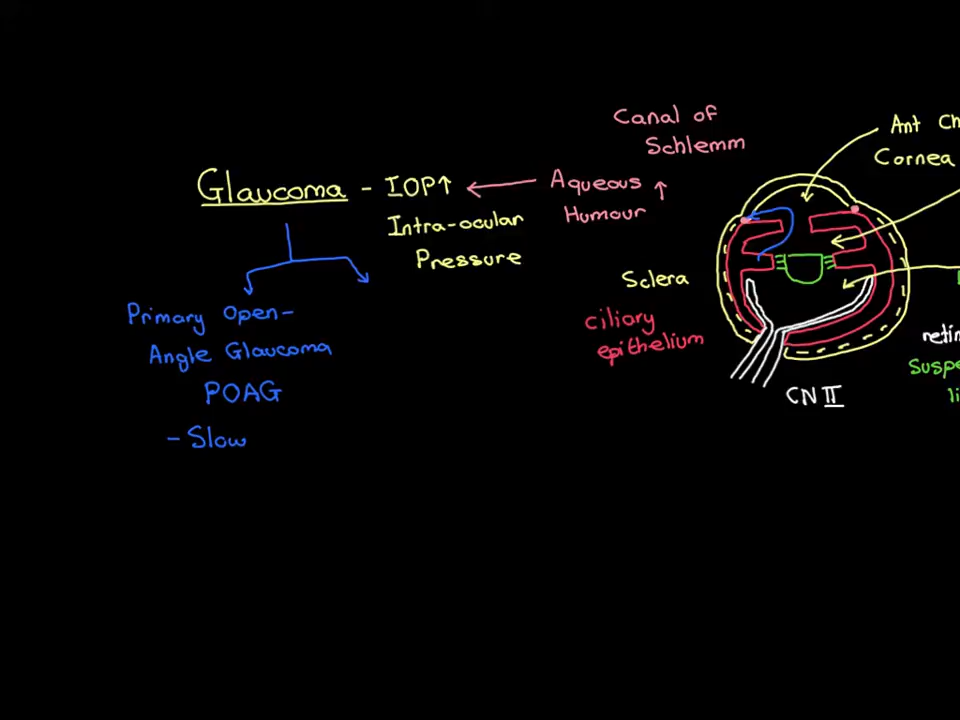 Canal of
Schlemm
Ant Ch
Cornea
Glaucoma - IOP↑ ← Aqueous ↑
Humour
Intra-ocular
Pressure
Sclera
Primary Open-
Angle Glaucoma
POAG
- Slow
ciliary
epithelium
CN II